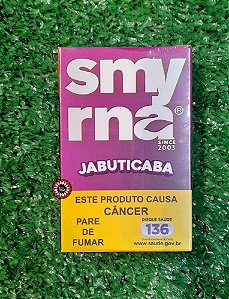 smy
rna®
SINCE
2003
JABUTICABA
ESTE PRODUTO CAUSA
CÂNCER
PARE
DE
FUMAR
DISQUE SAÚDE
136
www.saude.gov.br